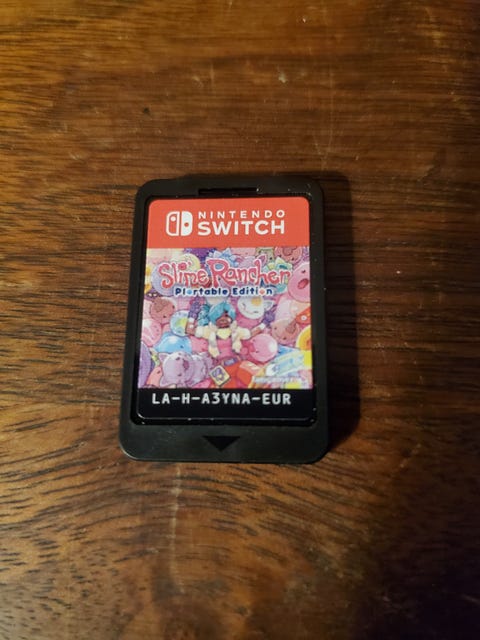 NINTENDO
SWITCH
Slime Rancher
Plortable Edition
LA-H-A3YNA-EUR